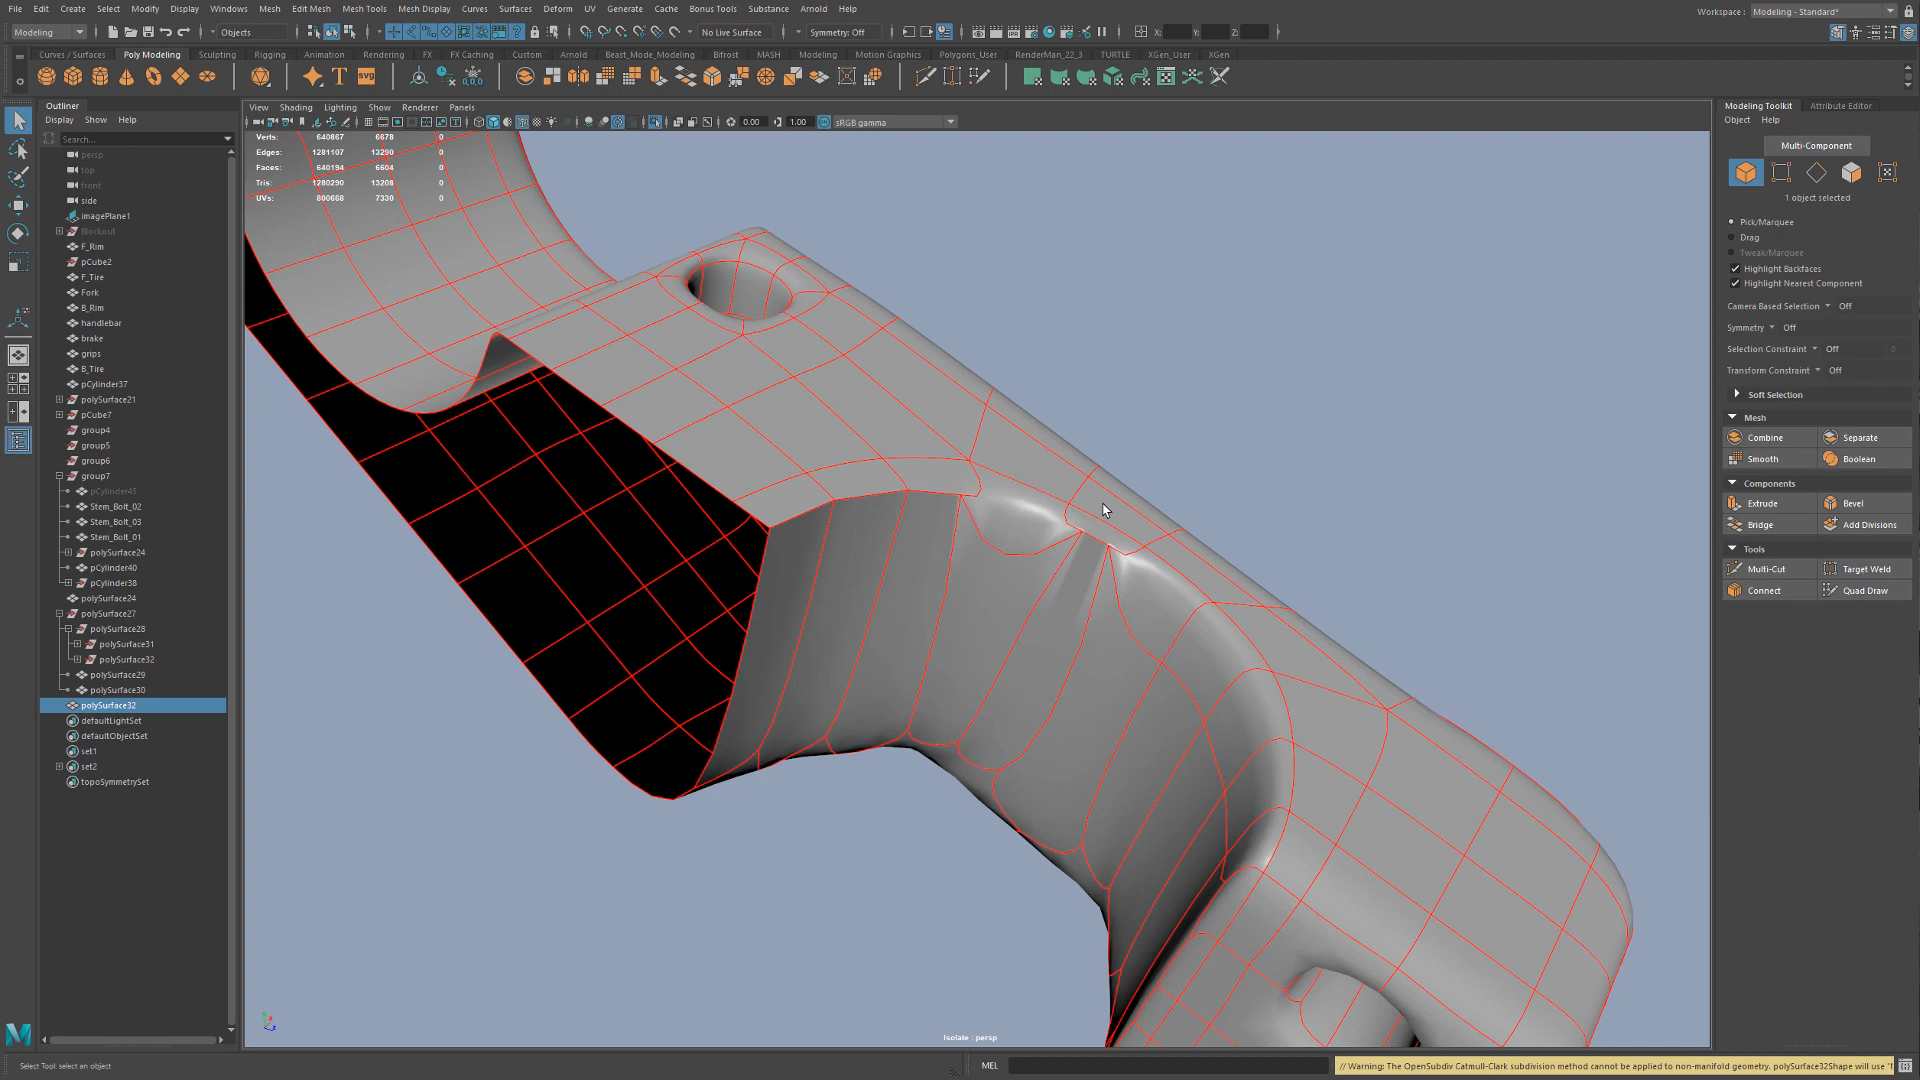 File Edit Create Select Modify Display Windows Mesh Edit Mesh Mesh Tools Mesh Display Curves Surfaces Deform UV Generate Cache Bonus Tools Substance Arnold Help
Workspace : Modeling - Standard*
Modeling Objects No Live Surface Symmetry: Off X: Y: Z:
Curves / Surfaces Poly Modeling Sculpting Rigging Animation Rendering FX FX Caching Custom Arnold Beast_Mode_Modeling Bifrost MASH Modeling Motion Graphics Polygons_User RenderMan_22_3 TURTLE XGen_User XGen
Outliner
Display Show Help
Search...
persp
top
front
side
imagePlane1
Blockout
F_Rim
pCube2
F_Tire
Fork
B_Rim
handlebar
brake
grips
B_Tire
pCylinder37
polySurface21
pCube7
group4
group5
group6
group7
pCylinder45
Stem_Bolt_02
Stem_Bolt_03
Stem_Bolt_01
polySurface24
pCylinder40
pCylinder38
polySurface24
polySurface27
polySurface28
polySurface31
polySurface32
polySurface29
polySurface30
polySurface32
defaultLightSet
defaultObjectSet
set1
set2
topoSymmetrySet
View Shading Lighting Show Renderer Panels
0.00 1.00 sRGB gamma
Verts: 640867 6678 0
Edges: 1281107 13290 0
Faces: 640194 6604 0
Tris: 1280290 13208 0
UVs: 800668 7330 0
Isolate : persp
Modeling Toolkit Attribute Editor
Object Help
Multi-Component
1 object selected
Pick/Marquee
Drag
Tweak/Marquee
Highlight Backfaces
Highlight Nearest Component
Camera Based Selection Off
Symmetry Off
Selection Constraint Off 0
Transform Constraint Off
Soft Selection
Mesh
Combine Separate
Smooth Boolean
Components
Extrude Bevel
Bridge Add Divisions
Tools
Multi-Cut Target Weld
Connect Quad Draw
Select Tool: select an object
MEL
// Warning: The OpenSubdiv Catmull-Clark subdivision method cannot be applied to non-manifold geometry. polySurface32Shape will use "